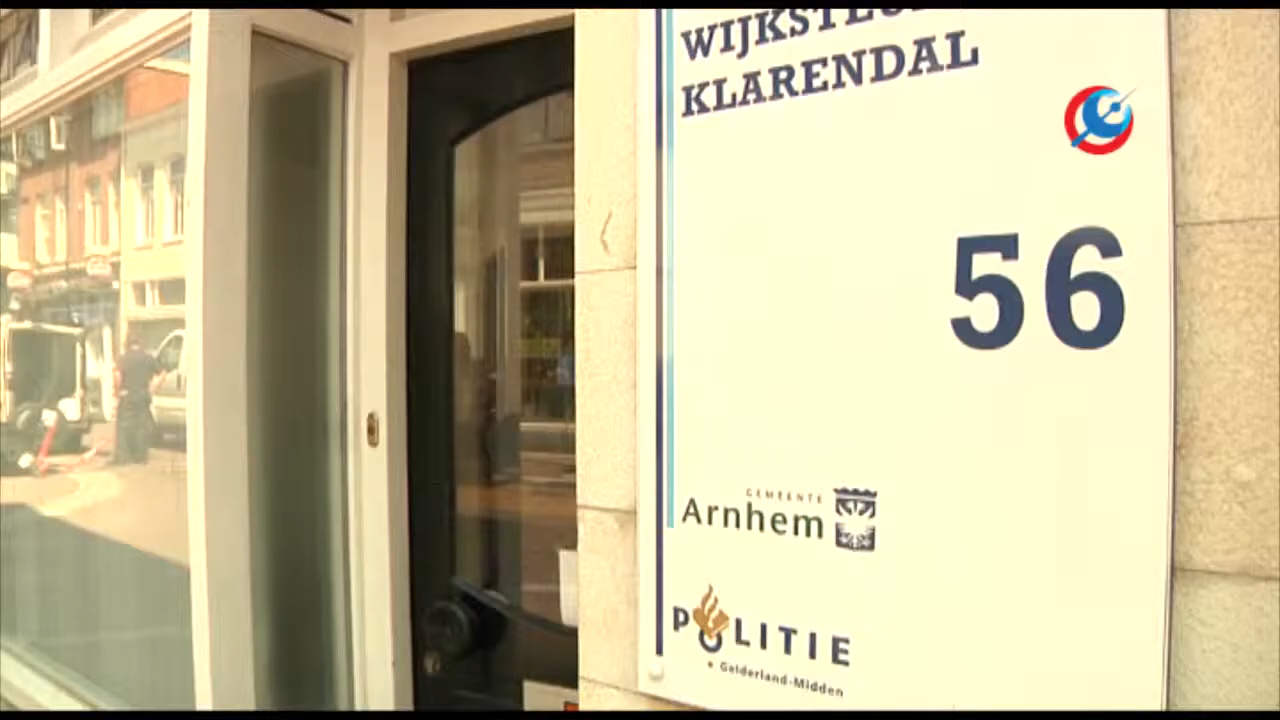 KLARENDAL
56
GEMEENTE
Arnhem
POLITIE
Gelderland-Midden